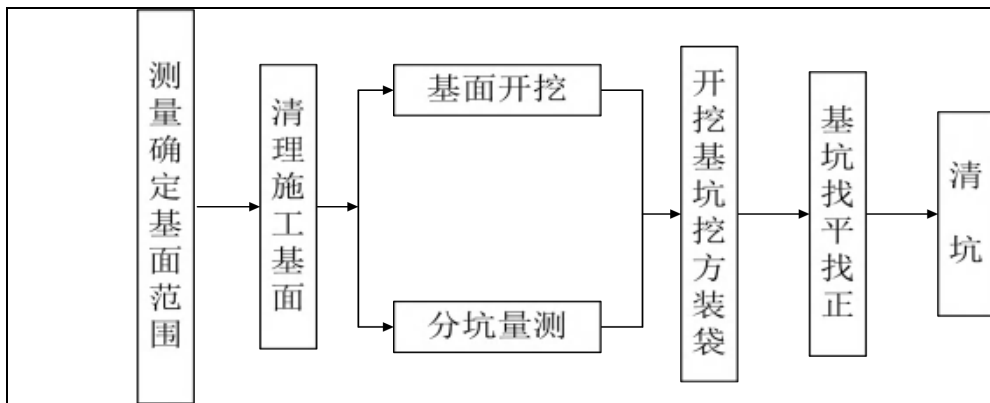 测量确定基面范围
清理施工基面
基面开挖
分坑量测
开挖基坑挖方装袋
基坑找平找正
清坑